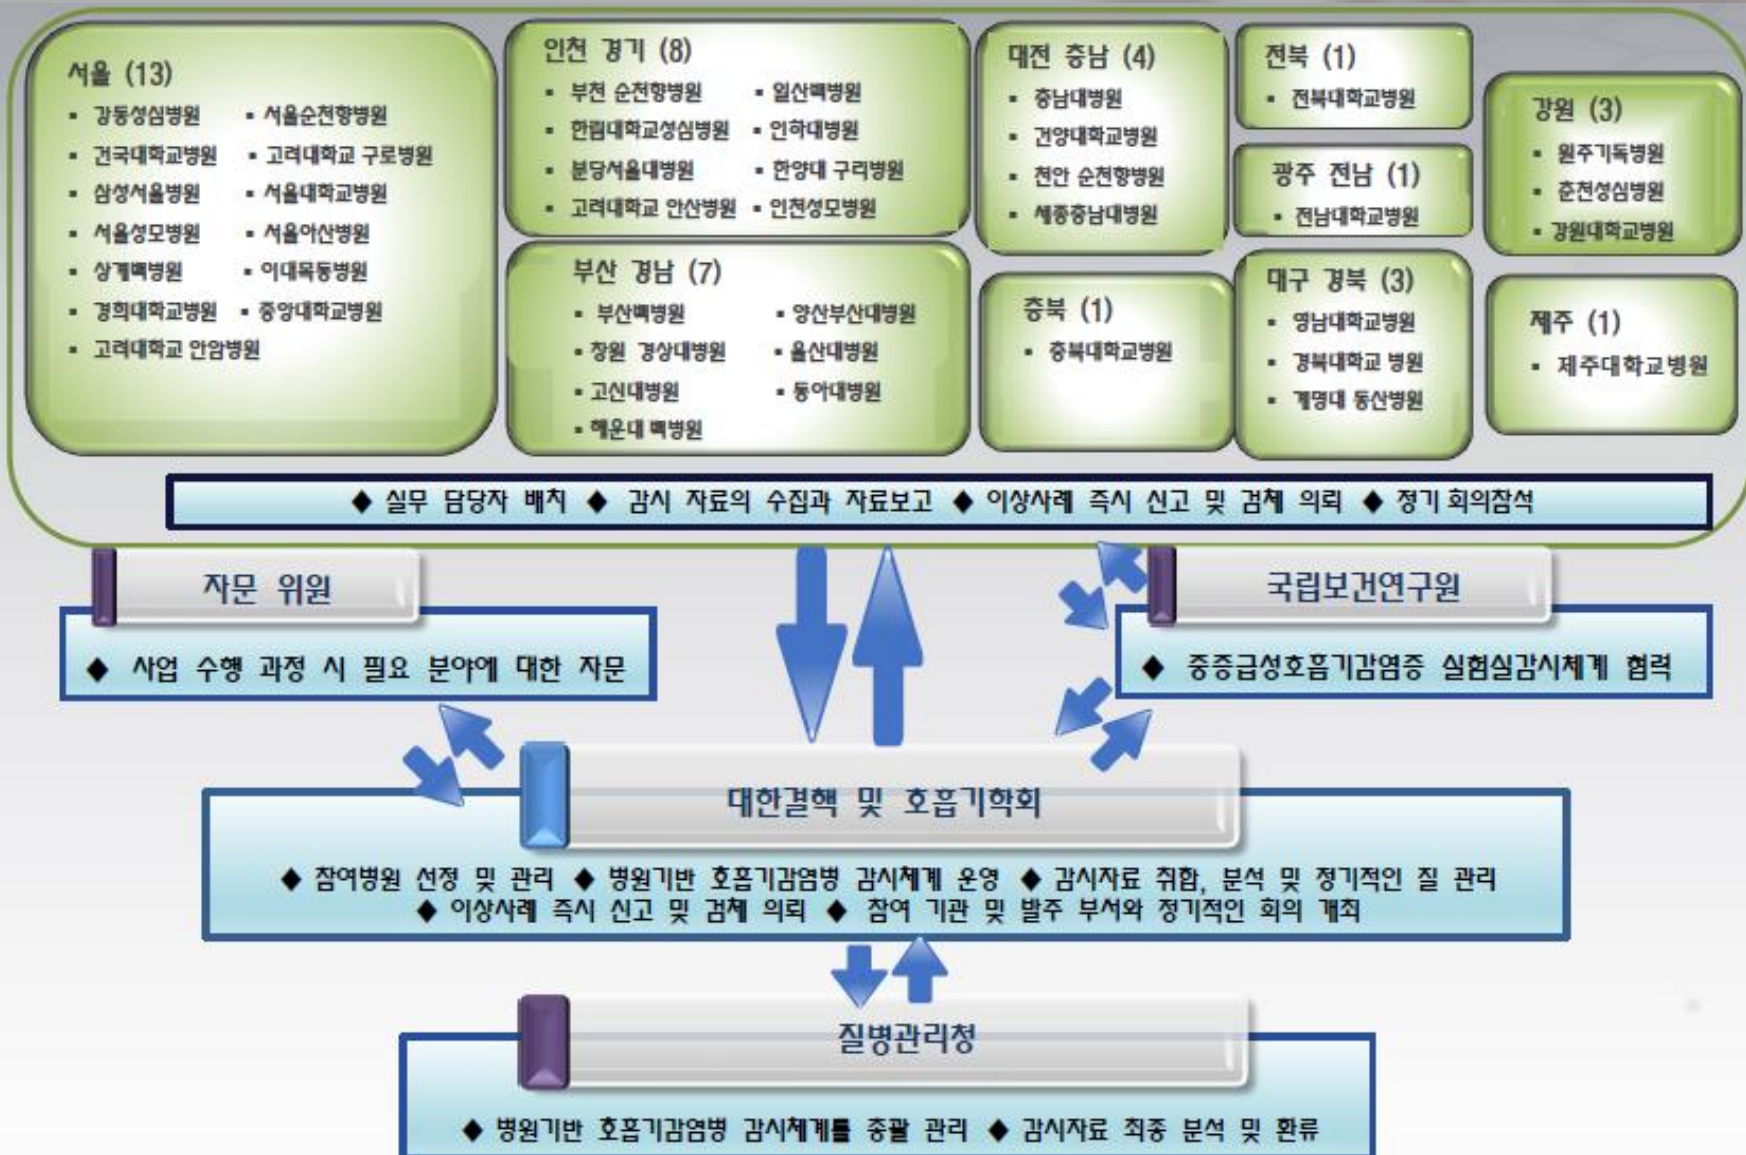 서울 (13)
▪ 강동성심병원 ▪ 서울순천향병원
▪ 건국대학교병원 ▪ 고려대학교 구로병원
▪ 삼성서울병원 ▪ 서울대학교병원
▪ 서울성모병원 ▪ 서울아산병원
▪ 상계백병원 ▪ 이대목동병원
▪ 경희대학교병원 ▪ 중앙대학교병원
▪ 고려대학교 안암병원
인천 경기 (8)
▪ 부천 순천향병원 ▪ 일산백병원
▪ 한림대학교성심병원 ▪ 인하대병원
▪ 분당서울대병원 ▪ 한양대 구리병원
▪ 고려대학교 안산병원 ▪ 인천성모병원
부산 경남 (7)
▪ 부산백병원 ▪ 양산부산대병원
▪ 창원 경상대병원 ▪ 울산대병원
▪ 고신대병원 ▪ 동아대병원
▪ 해운대 백병원
대전 충남 (4)
▪ 충남대병원
▪ 건양대학교병원
▪ 천안 순천향병원
▪ 세종충남대병원
충북 (1)
▪ 충북대학교병원
전북 (1)
▪ 전북대학교병원
광주 전남 (1)
▪ 전남대학교병원
대구 경북 (3)
▪ 영남대학교병원
▪ 경북대학교 병원
▪ 계명대 동산병원
강원 (3)
▪ 원주기독병원
▪ 춘천성심병원
▪ 강원대학교병원
제주 (1)
▪ 제주대학교병원
◆ 실무 담당자 배치 ◆ 감시 자료의 수집과 자료보고 ◆ 이상사례 즉시 신고 및 검체 의뢰 ◆ 정기 회의참석
자문 위원
◆ 사업 수행 과정 시 필요 분야에 대한 자문
국립보건연구원
◆ 중증급성호흡기감염증 실험실감시체계 협력
대한결핵 및 호흡기학회
◆ 참여병원 선정 및 관리 ◆ 병원기반 호흡기감염병 감시체계 운영 ◆ 감시자료 취합, 분석 및 정기적인 질 관리
◆ 이상사례 즉시 신고 및 검체 의뢰 ◆ 참여 기관 및 발주 부서와 정기적인 회의 개최
질병관리청
◆ 병원기반 호흡기감염병 감시체계를 총괄 관리 ◆ 감시자료 최종 분석 및 환류